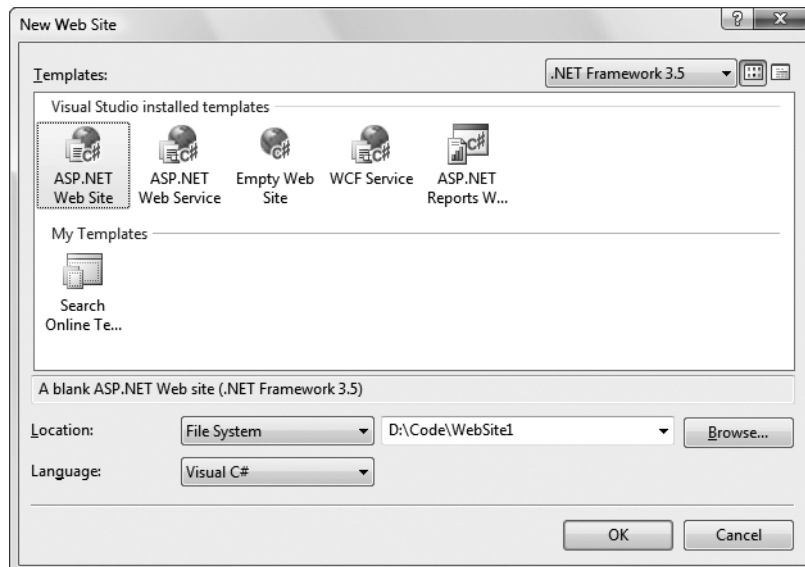 New Web Site
?
Templates:
.NET Framework 3.5
Visual Studio installed templates
ASP.NET Web Site
ASP.NET Web Service
Empty Web Site
WCF Service
ASP.NET Reports W...
My Templates
Search Online Te...
A blank ASP.NET Web site (.NET Framework 3.5)
Location:
File System
D:\Code\WebSite1
Browse...
Language:
Visual C#
OK
Cancel